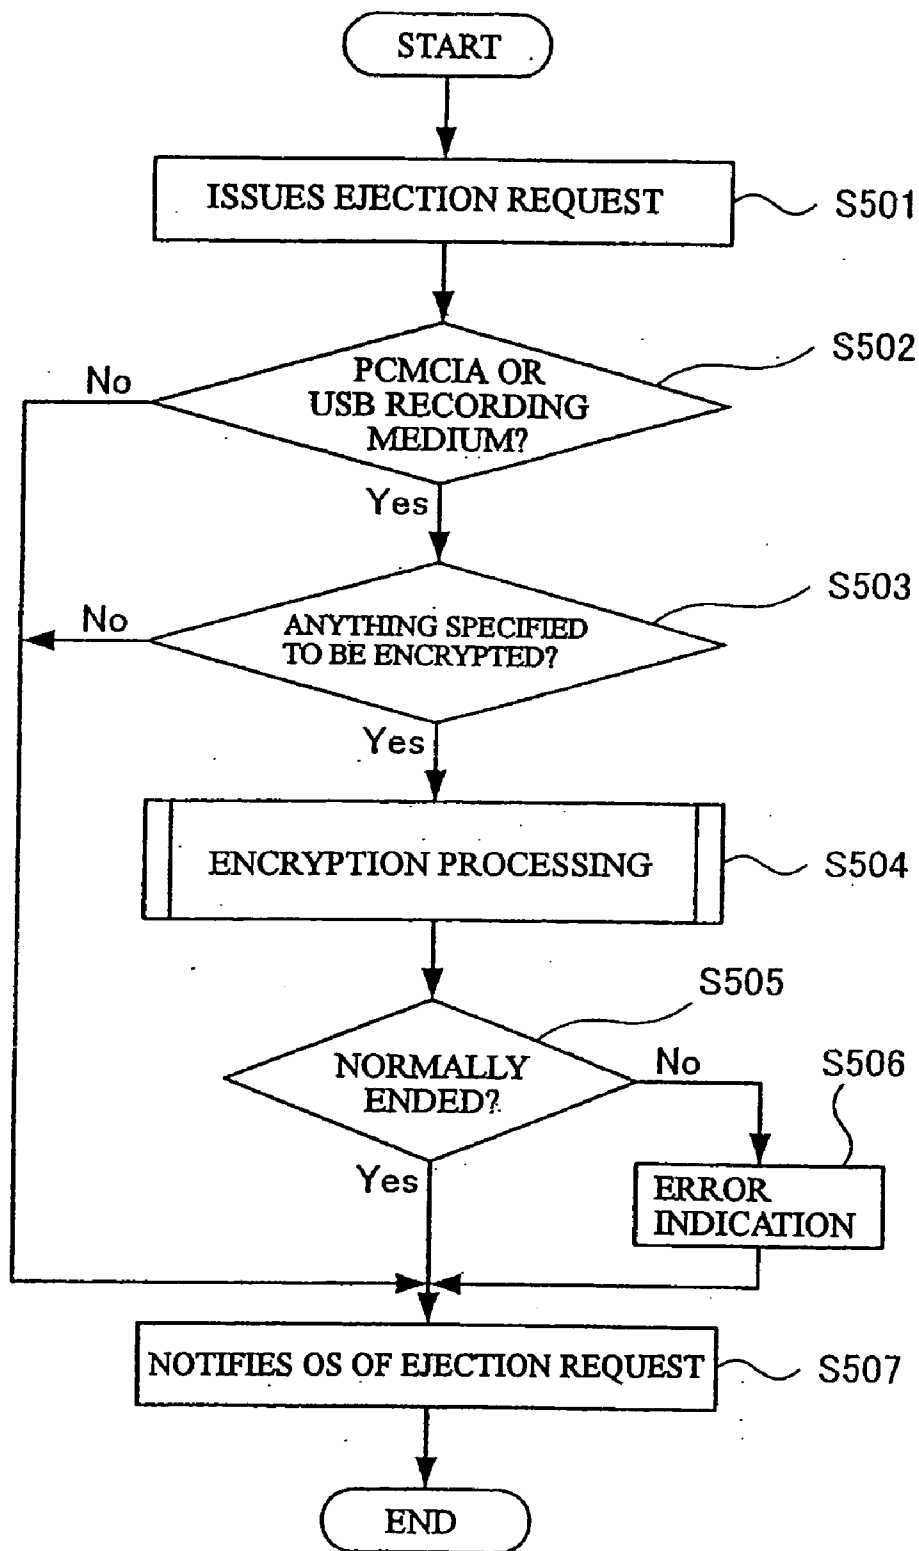 START
ISSUES EJECTION REQUEST
S501
PCMCIA OR
USB RECORDING
MEDIUM?
S502
No
Yes
ANYTHING SPECIFIED
TO BE ENCRYPTED?
S503
No
Yes
ENCRYPTION PROCESSING
S504
NORMALLY
ENDED?
S505
No
Yes
ERROR
INDICATION
S506
NOTIFIES OS OF EJECTION REQUEST
S507
END